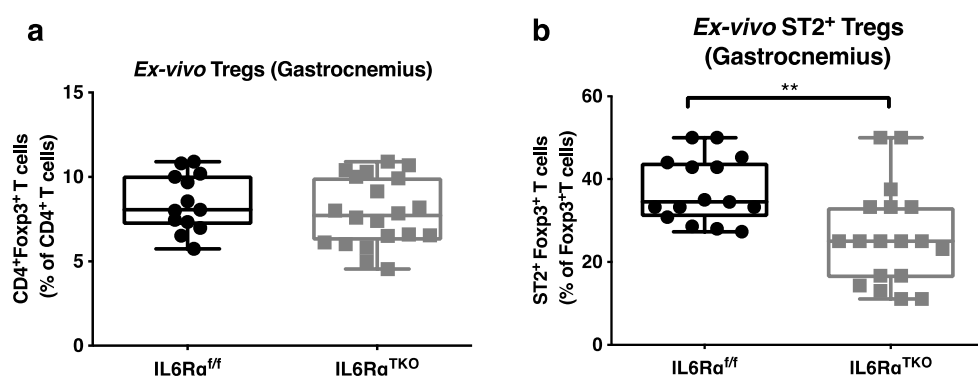 a
Ex-vivo Tregs (Gastrocnemius)
CD4⁺Foxp3⁺ T cells
(% of CD4⁺ T cells)
15
10
5
0
IL6Rαᶠ/ᶠ
IL6Rαᵀᴷᴼ
b
Ex-vivo ST2⁺ Tregs
(Gastrocnemius)
**
ST2⁺ Foxp3⁺ T cells
(% of Foxp3⁺T cells)
60
40
20
0
IL6Rαᶠ/ᶠ
IL6Rαᵀᴷᴼ